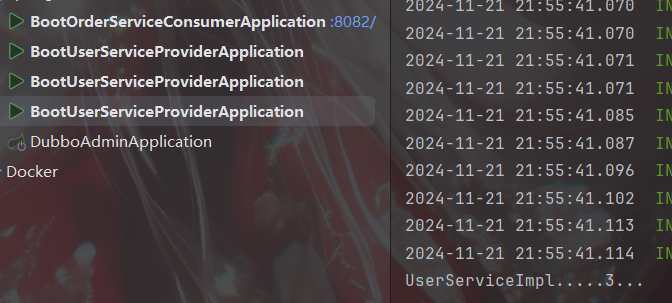 BootOrderServiceConsumerApplication :8082/
BootUserServiceProviderApplication
BootUserServiceProviderApplication
BootUserServiceProviderApplication
DubboAdminApplication
Docker
2024-11-21 21:55:41.070 IN
2024-11-21 21:55:41.070 IN
2024-11-21 21:55:41.071 IN
2024-11-21 21:55:41.071 IN
2024-11-21 21:55:41.085 IN
2024-11-21 21:55:41.087 IN
2024-11-21 21:55:41.096 IN
2024-11-21 21:55:41.102 IN
2024-11-21 21:55:41.113 IN
2024-11-21 21:55:41.114 IN
UserServiceImpl.....3...